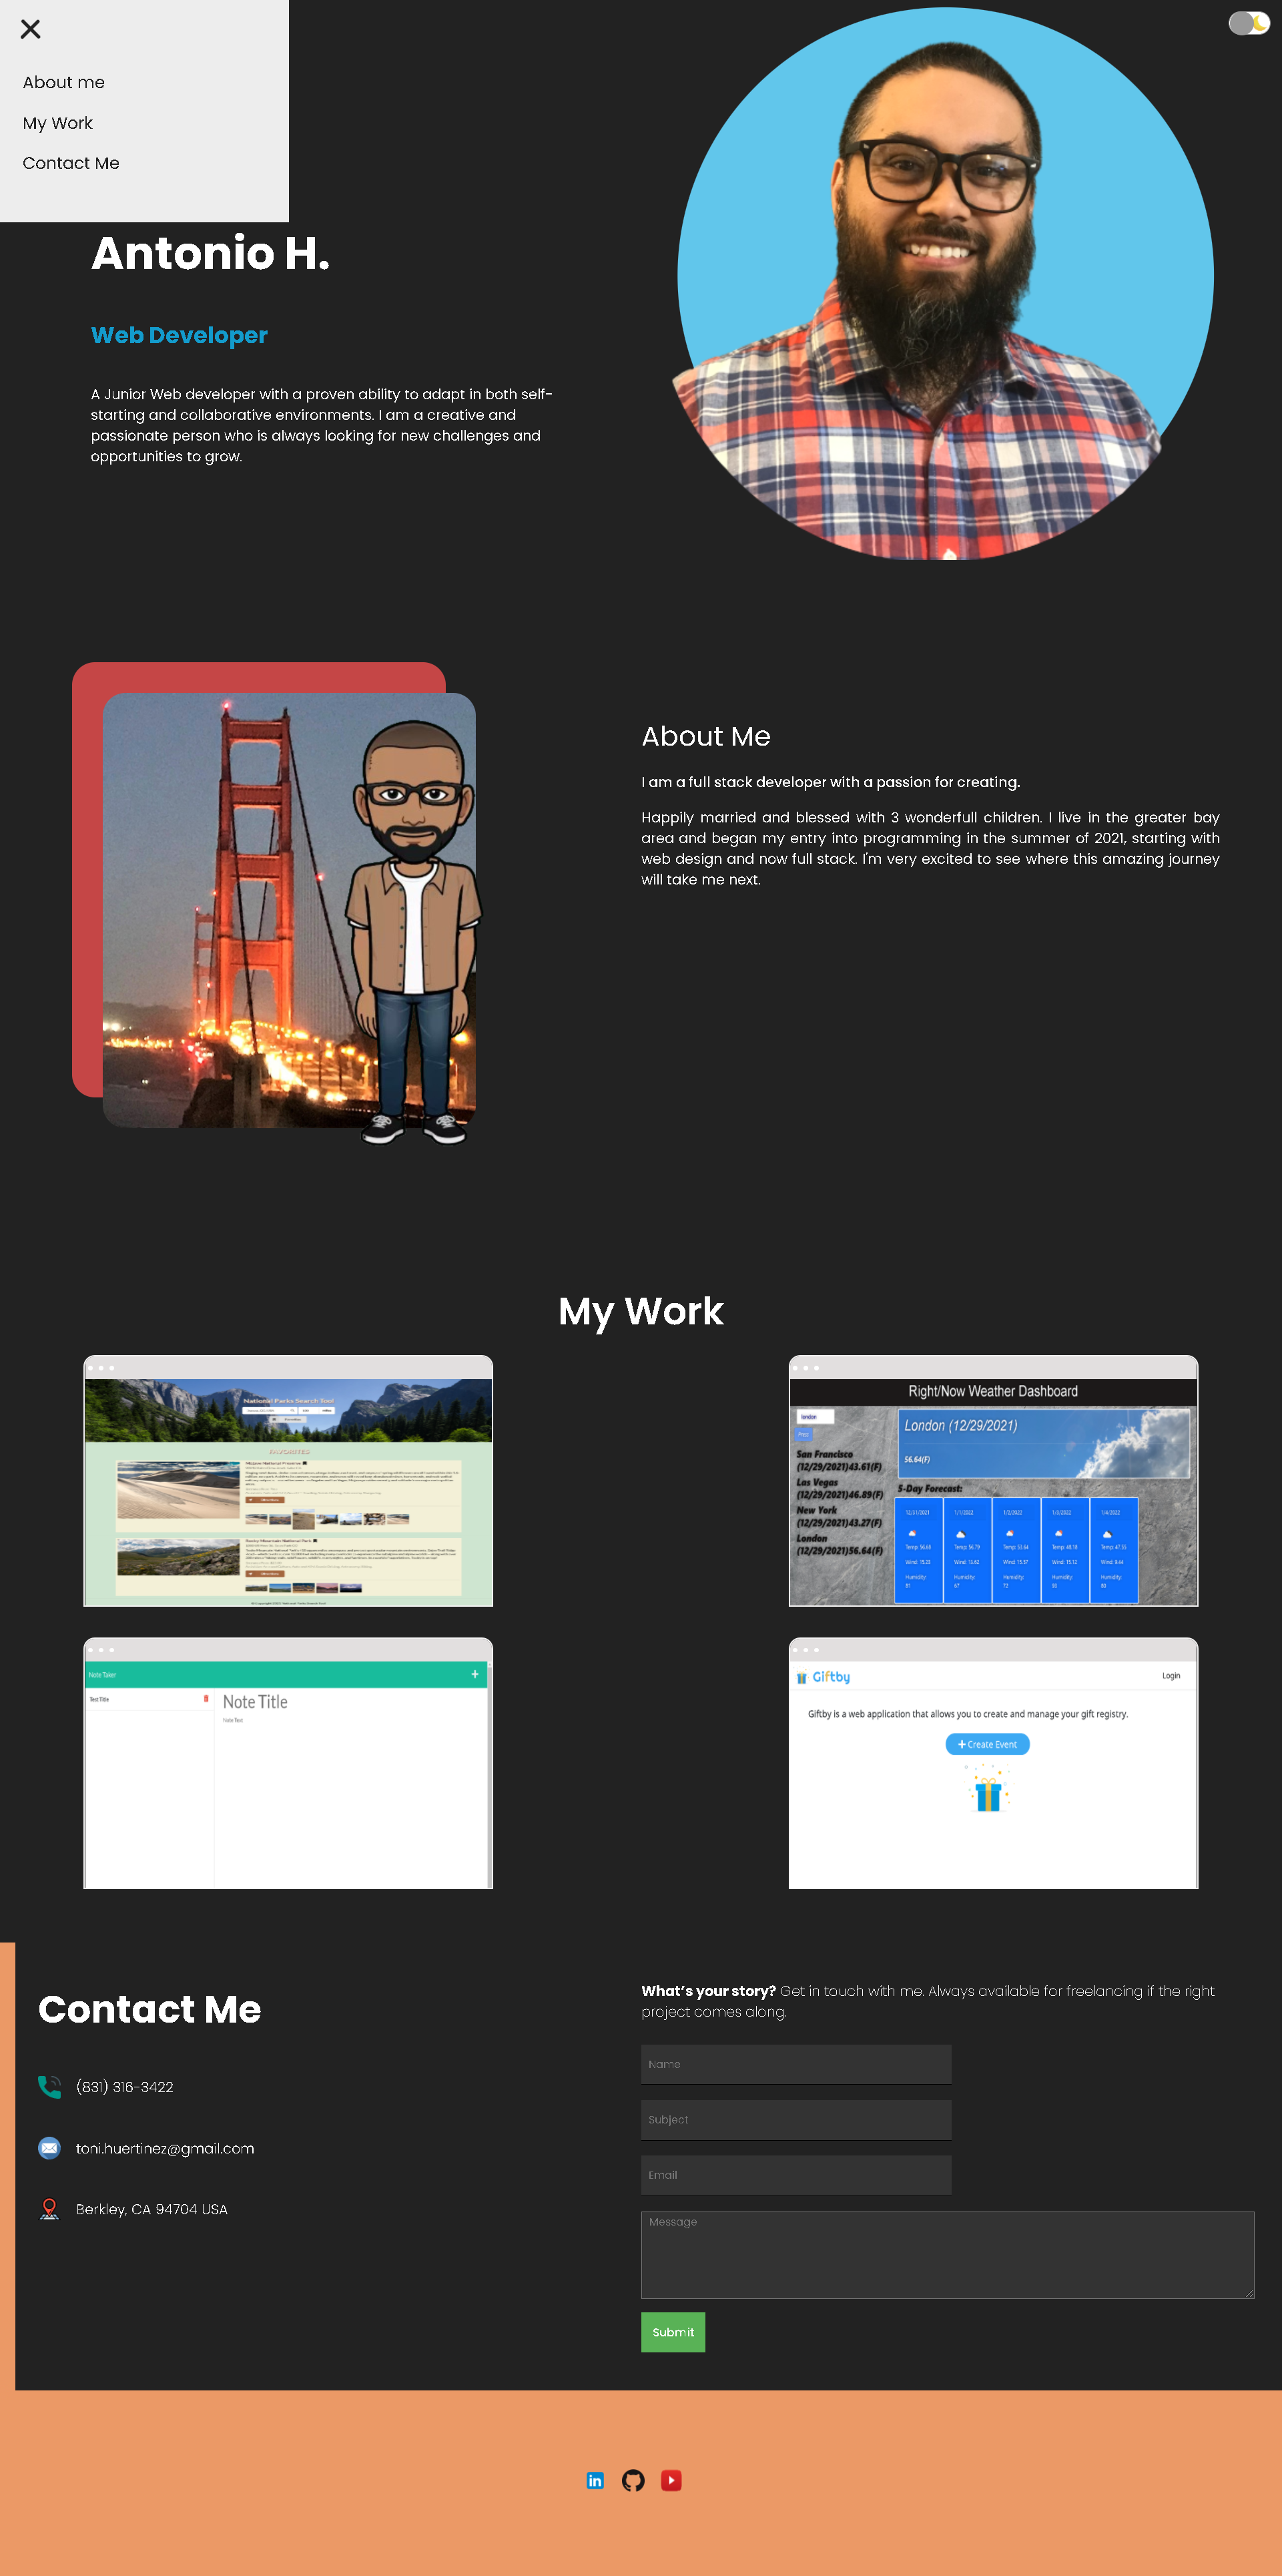 About me
My Work
Contact Me
Antonio H.
Web Developer
A Junior Web developer with a proven ability to adapt in both self-
starting and collaborative environments. I am a creative and
passionate person who is always looking for new challenges and
opportunities to grow.
About Me
I am a full stack developer with a passion for creating.
Happily married and blessed with 3 wonderfull children. I live in the greater bay
area and began my entry into programming in the summer of 2021, starting with
web design and now full stack. I'm very excited to see where this amazing journey
will take me next.
My Work
National Parks Search Tool
FAVORITES
Right/Now Weather Dashboard
london
London (12/29/2021)
56.64(F)
San Francisco
(12/29/2021)43.61(F)
Las Vegas
(12/29/2021)46.89(F)
New York
(12/29/2021)43.27(F)
London
(12/29/2021)56.64(F)
5-Day Forecast:
Note Taker
Test Title
Note Title
Note Text
Giftby
Login
Giftby is a web application that allows you to create and manage your gift registry.
+ Create Event
Contact Me
(831) 316-3422
toni.huertinez@gmail.com
Berkley, CA 94704 USA
What's your story? Get in touch with me. Always available for freelancing if the right
project comes along.
Name
Subject
Email
Message
Submit
in